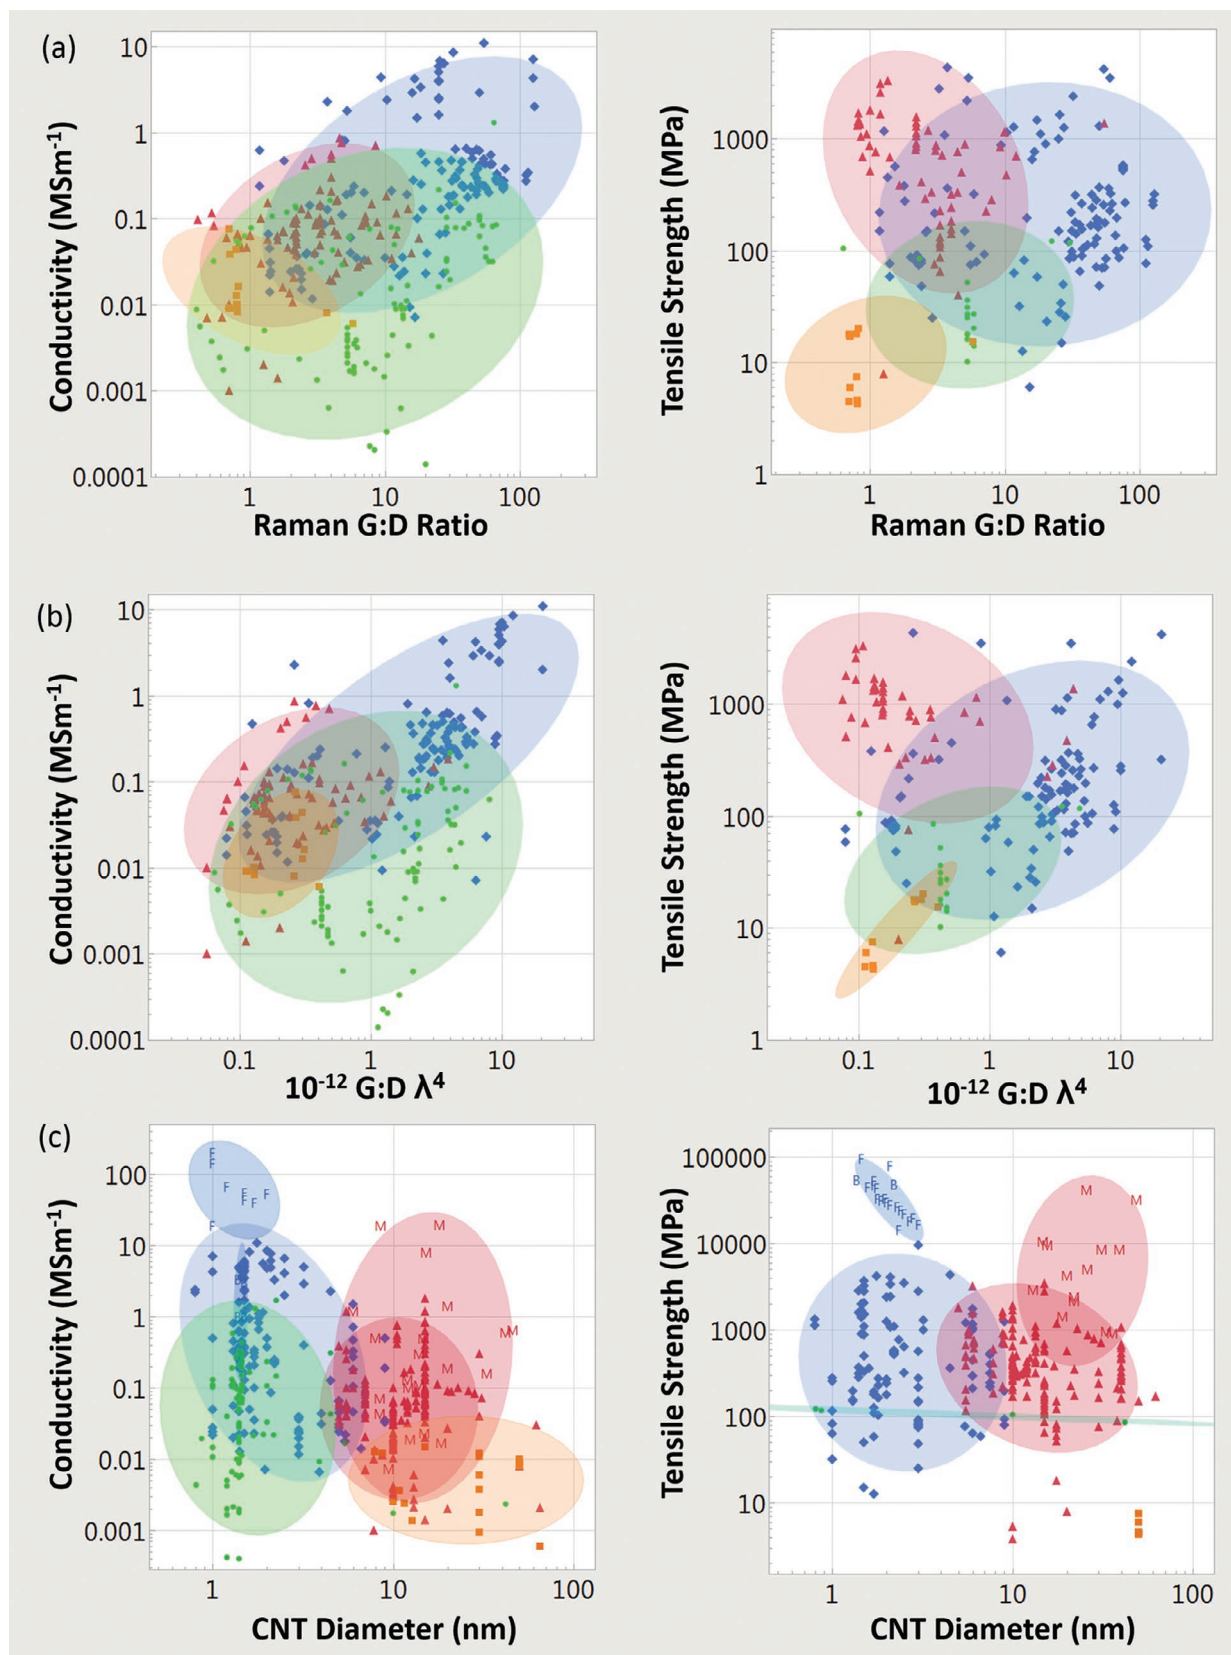 (a)
Conductivity (MSm⁻¹)
10
1
0.1
0.01
0.001
0.0001
1 10 100
Raman G:D Ratio
Tensile Strength (MPa)
1000
100
10
1
1 10 100
Raman G:D Ratio
(b)
Conductivity (MSm⁻¹)
10
1
0.1
0.01
0.001
0.0001
0.1 1 10
10⁻¹² G:D λ⁴
Tensile Strength (MPa)
1000
100
10
1
0.1 1 10
10⁻¹² G:D λ⁴
(c)
Conductivity (MSm⁻¹)
100
10
1
0.1
0.01
0.001
1 10 100
CNT Diameter (nm)
Tensile Strength (MPa)
100000
10000
1000
100
10
1 10 100
CNT Diameter (nm)